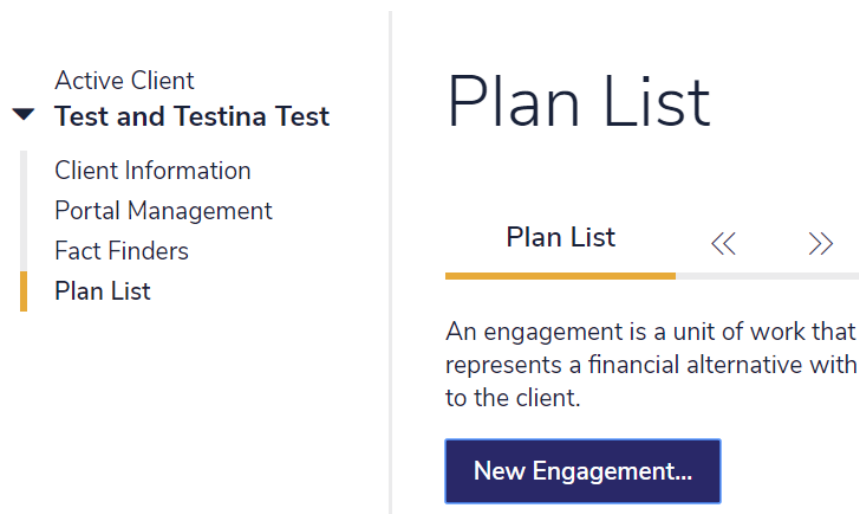 Active Client
Test and Testina Test
Client Information
Portal Management
Fact Finders
Plan List
Plan List
Plan List
An engagement is a unit of work that
represents a financial alternative with
to the client.
New Engagement...